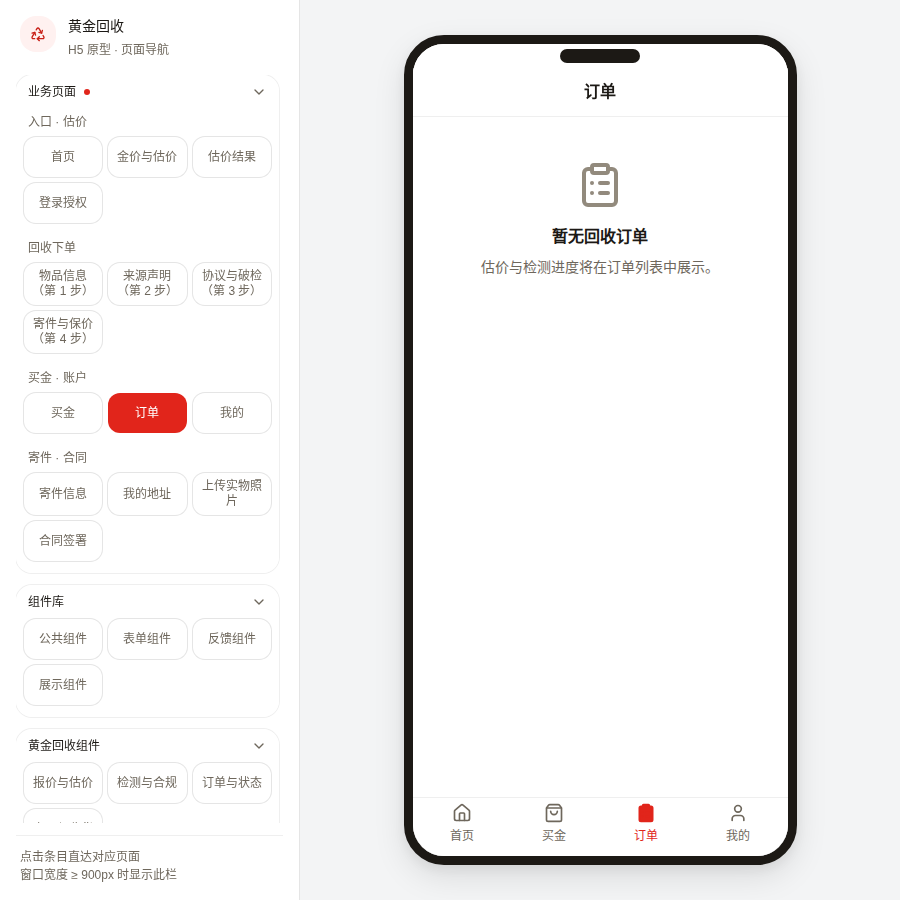 黄金回收
H5 原型 · 页面导航
业务页面
入口 · 估价
首页
金价与估价
估价结果
登录授权
回收下单
物品信息
（第 1 步）
来源声明
（第 2 步）
协议与破检
（第 3 步）
寄件与保价
（第 4 步）
买金 · 账户
买金
订单
我的
寄件 · 合同
寄件信息
我的地址
上传实物照
片
合同签署
组件库
公共组件
表单组件
反馈组件
展示组件
黄金回收组件
报价与估价
检测与合规
订单与状态
点击条目直达对应页面
窗口宽度 ≥ 900px 时显示此栏
订单
暂无回收订单
估价与检测进度将在订单列表中展示。
首页
买金
订单
我的